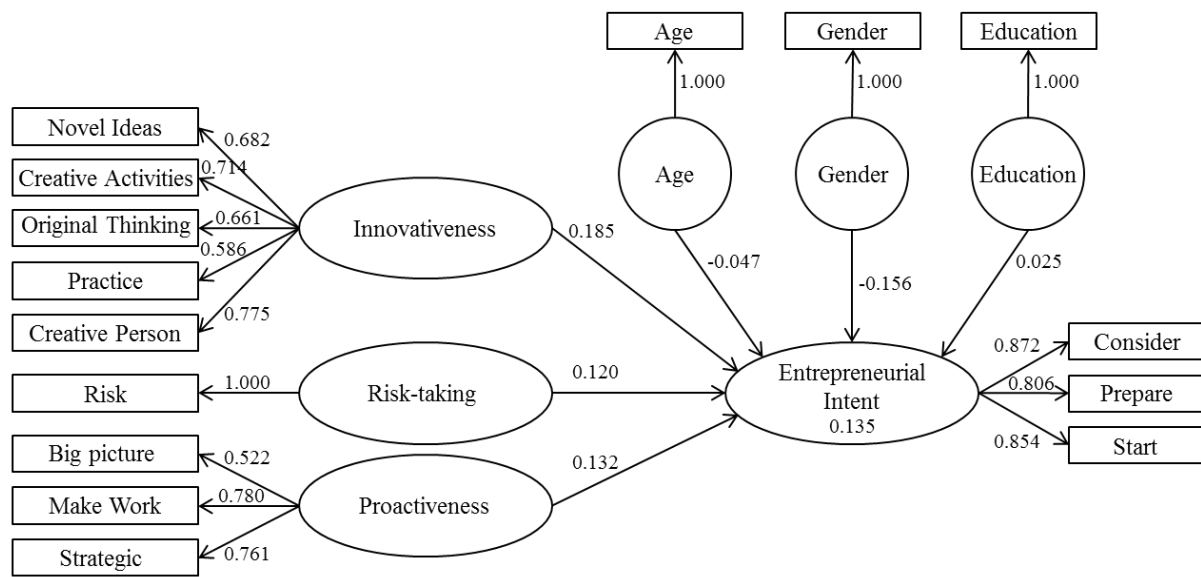 Age
Gender
Education
1.000
1.000
1.000
Novel Ideas
0.682
Creative Activities
0.714
Original Thinking
0.661
Practice
0.586
Creative Person
0.775
Innovativeness
0.185
Age
Gender
Education
-0.047
-0.156
0.025
Risk
1.000
Risk-taking
0.120
Entrepreneurial
Intent
0.135
0.872
Consider
0.806
Prepare
0.854
Start
Big picture
0.522
Make Work
0.780
Strategic
0.761
Proactiveness
0.132